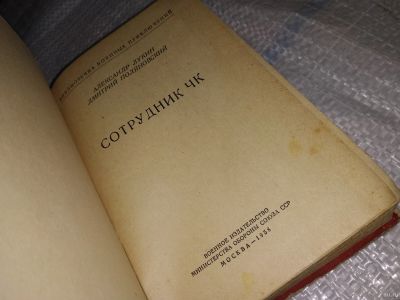 БИБЛИОТЕКА ВОЕННЫХ ПРИКЛЮЧЕНИЙ
АЛЕКСАНДР ЛУКИН
ДМИТРИЙ ПОЛЯНОВСКИЙ
СОТРУДНИК ЧК
ВОЕННОЕ ИЗДАТЕЛЬСТВО
МИНИСТЕРСТВА ОБОРОНЫ СОЮЗА ССР
МОСКВА — 1958